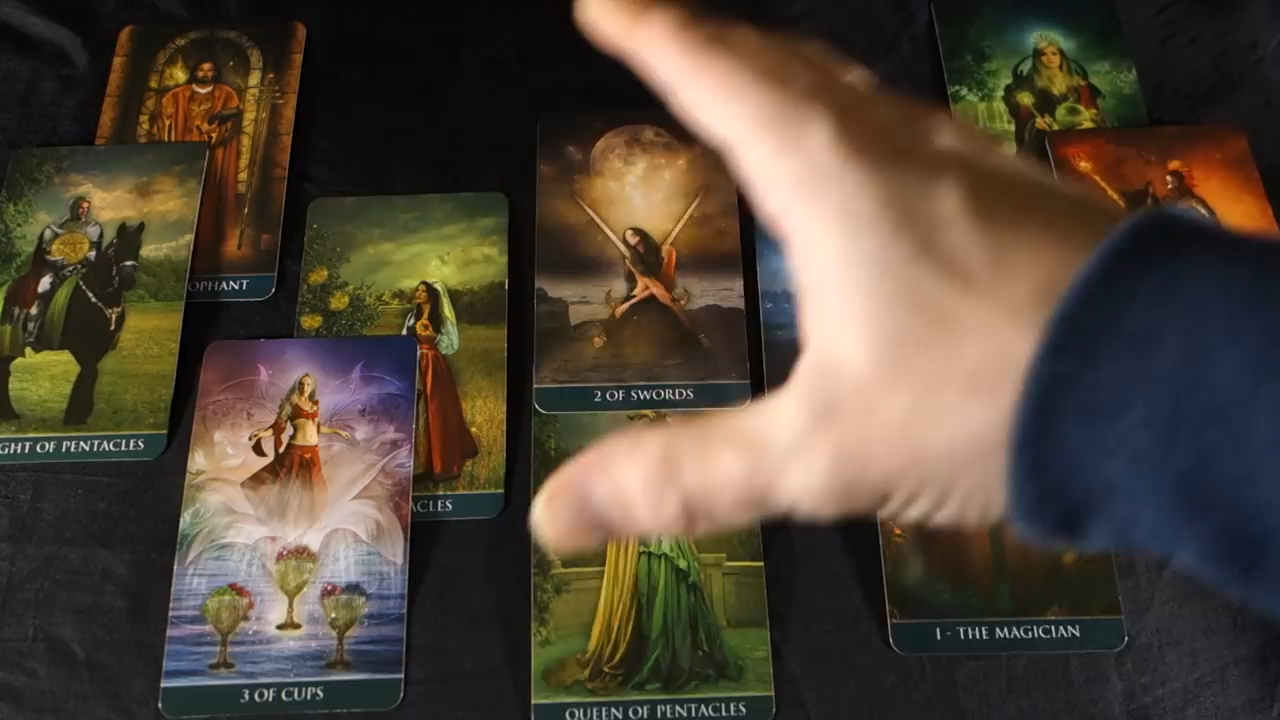 OPHANT
GHT OF PENTACLES
ACLES
2 OF SWORDS
3 OF CUPS
I - THE MAGICIAN
QUEEN OF PENTACLES